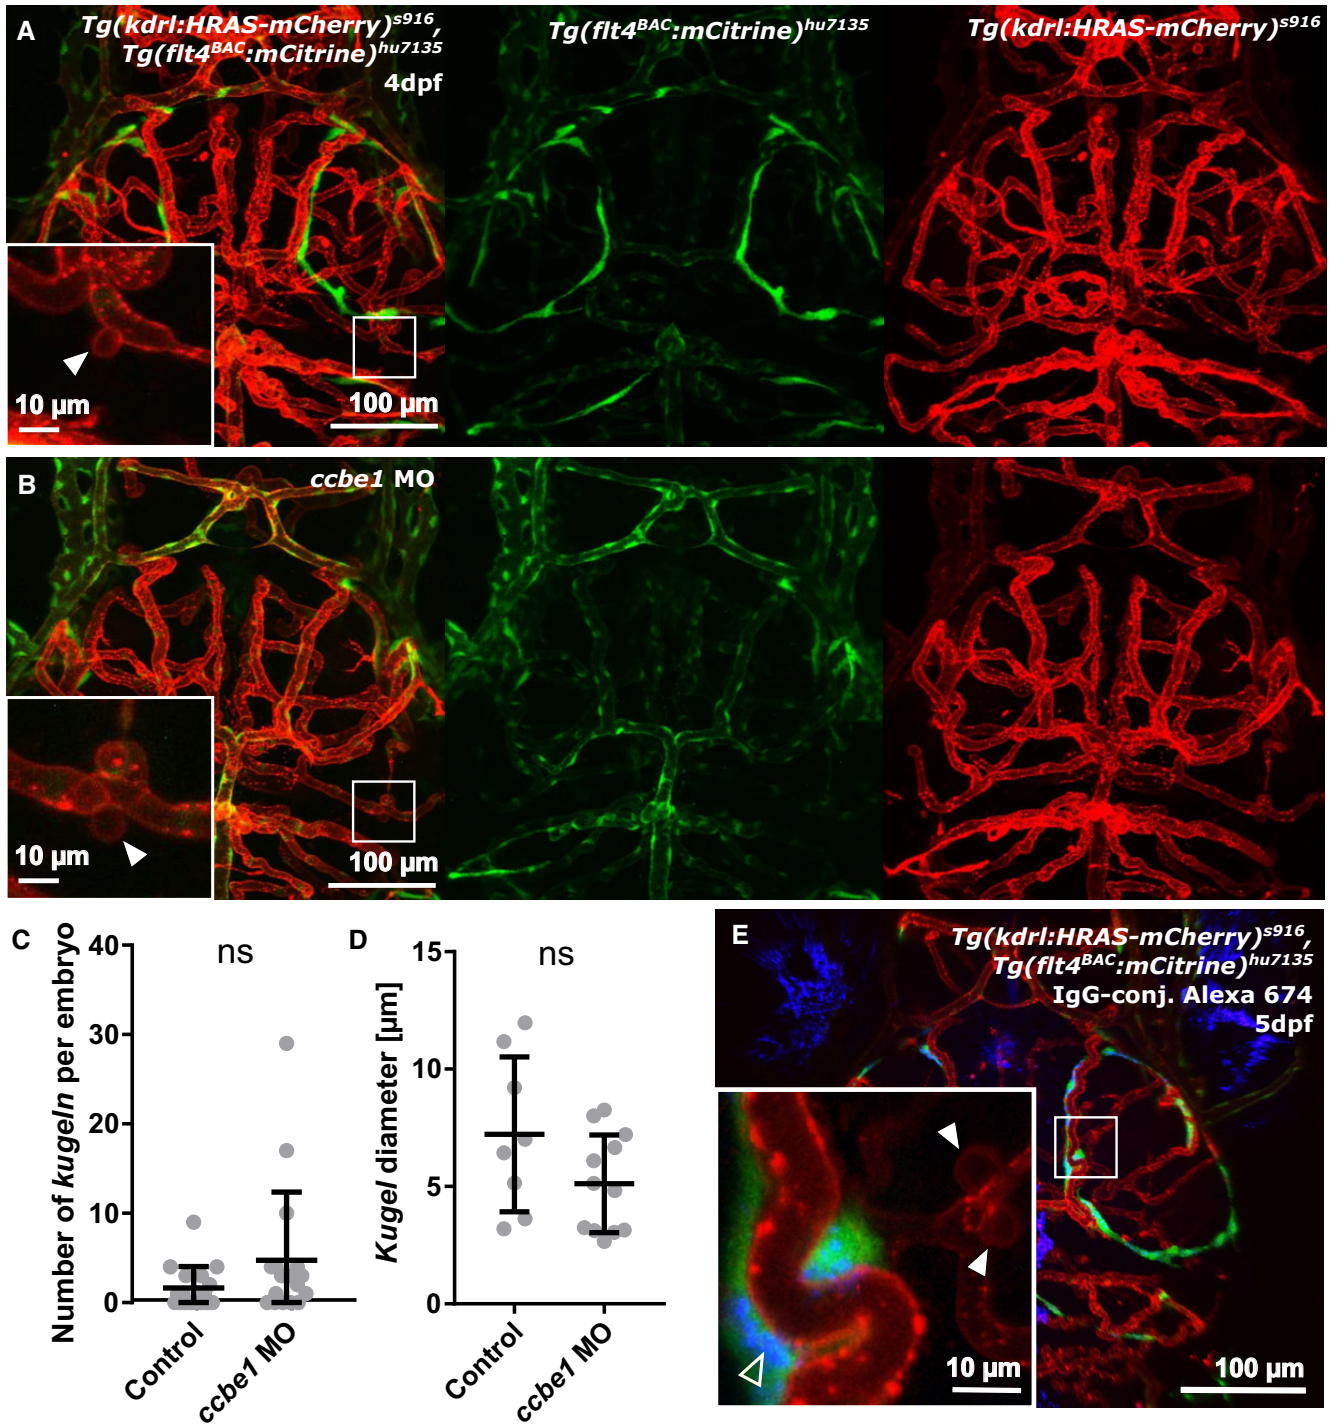 A
Tg(kdrl:HRAS-mCherry)s916,
Tg(flt4BAC:mCitrine)hu7135
4dpf
Tg(flt4BAC:mCitrine)hu7135
Tg(kdrl:HRAS-mCherry)s916
10 µm
100 µm
B
ccbe1 MO
10 µm
100 µm
C
Number of kugeln per embryo
40
30
20
10
0
ns
Control
ccbe1 MO
D
Kugel diameter [µm]
15
10
5
0
ns
Control
ccbe1 MO
E
Tg(kdrl:HRAS-mCherry)s916,
Tg(flt4BAC:mCitrine)hu7135
IgG-conj. Alexa 674
5dpf
10 µm
100 µm